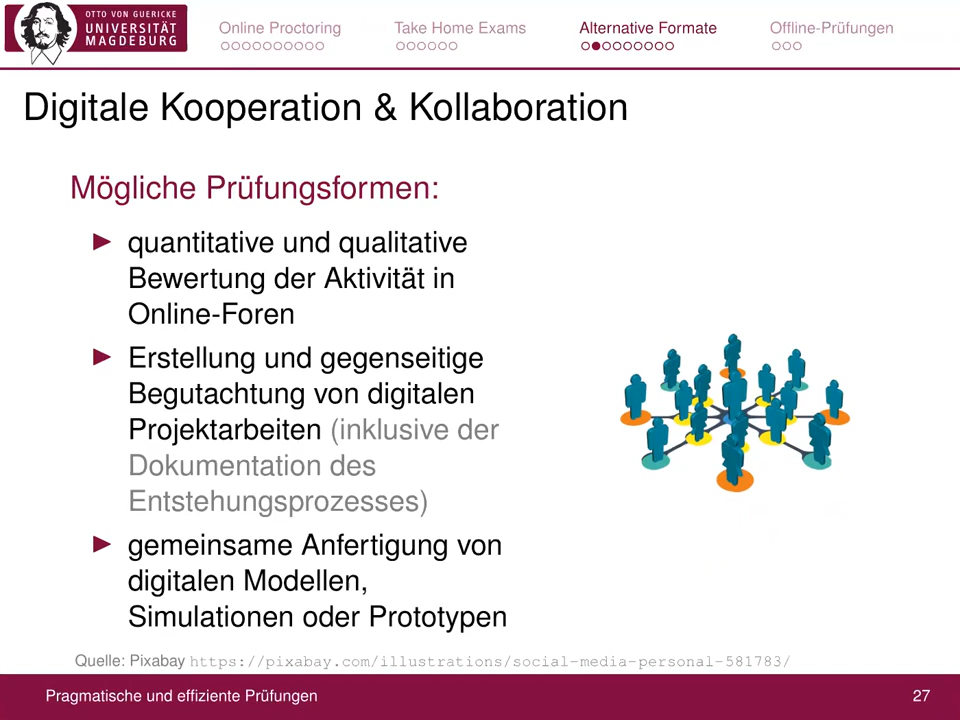 OTTO VON GUERICKE
UNIVERSITÄT
MAGDEBURG
Online Proctoring
Take Home Exams
Alternative Formate
Offline-Prüfungen
Digitale Kooperation & Kollaboration
Mögliche Prüfungsformen:
quantitative und qualitative
Bewertung der Aktivität in
Online-Foren
Erstellung und gegenseitige
Begutachtung von digitalen
Projektarbeiten (inklusive der
Dokumentation des
Entstehungsprozesses)
gemeinsame Anfertigung von
digitalen Modellen,
Simulationen oder Prototypen
Quelle: Pixabay https://pixabay.com/illustrations/social-media-personal-581783/
Pragmatische und effiziente Prüfungen
27